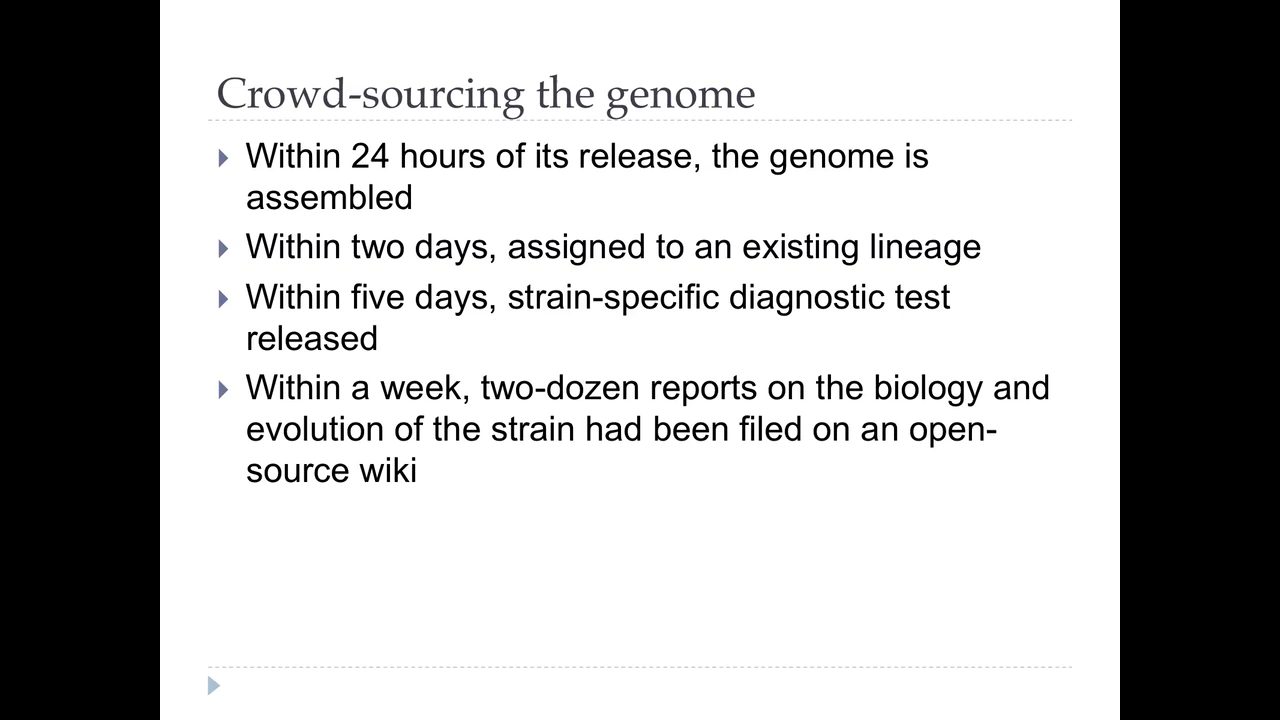 Crowd-sourcing the genome
Within 24 hours of its release, the genome is
assembled
Within two days, assigned to an existing lineage
Within five days, strain-specific diagnostic test
released
Within a week, two-dozen reports on the biology and
evolution of the strain had been filed on an open-
source wiki